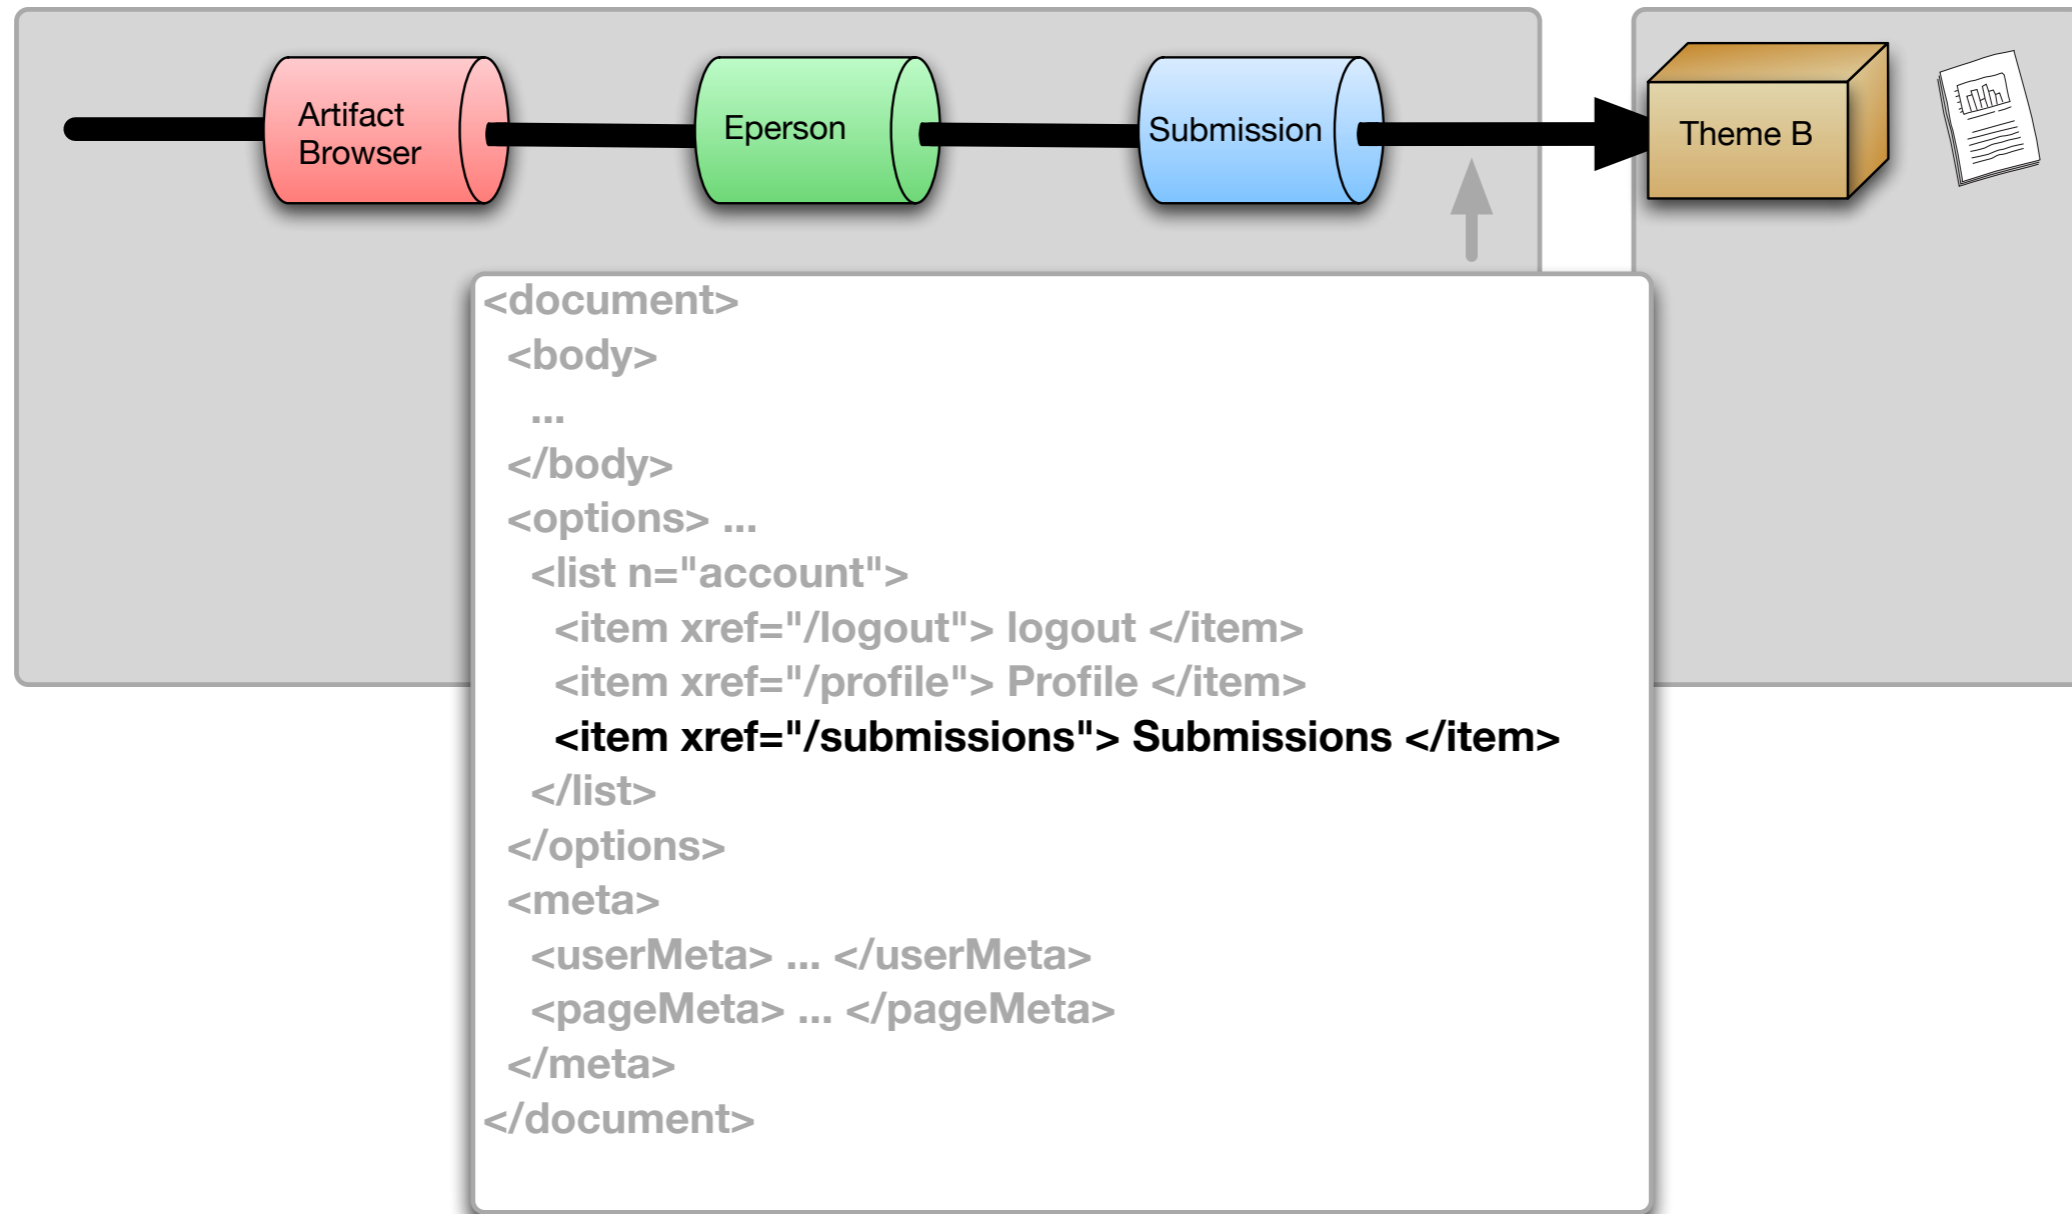 Artifact
Browser
Eperson
Submission
Theme B
<document>
<body>
...
</body>
<options> ...
<list n="account">
<item xref="/logout"> logout </item>
<item xref="/profile"> Profile </item>
<item xref="/submissions"> Submissions </item>
</list>
</options>
<meta>
<userMeta> ... </userMeta>
<pageMeta> ... </pageMeta>
</meta>
</document>